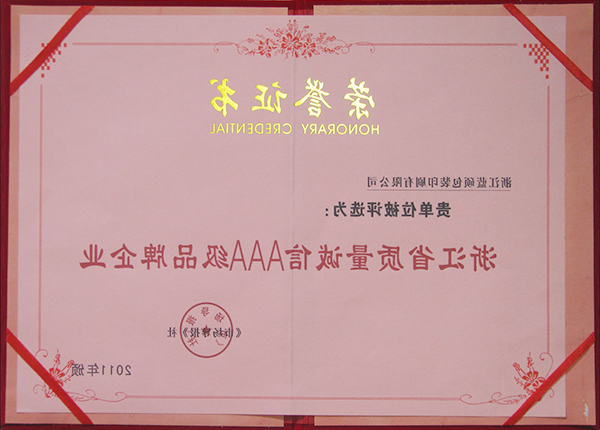 荣誉证书
HONORARY CREDENTIAL
浙江蓝硕包装印刷有限公司
贵单位被评选为：
浙江省质量诚信AAA级品牌企业
《市场导报》社
2011年颁